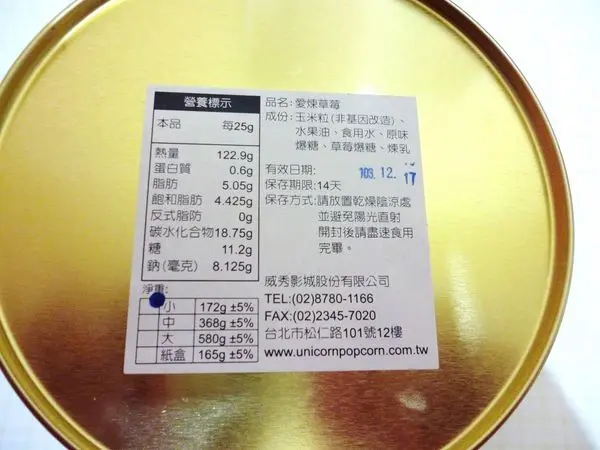 營養標示
本品 每25g
熱量 122.9g
蛋白質 0.6g
脂肪 5.05g
飽和脂肪 4.425g
反式脂肪 0g
碳水化合物18.75g
糖 11.2g
鈉(毫克) 8.125g
淨重:
小 172g ±5%
中 368g ±5%
大 580g ±5%
紙盒 165g ±5%
品名:愛煉草莓
成份:玉米粒(非基因改造)、
水果油、食用水、原味
爆糖、草莓爆糖、煉乳
有效日期: 103.12.17
保存期限:14天
保存方式:請放置乾燥陰涼處
並避免陽光直射
開封後請盡速食用
完畢。
威秀影城股份有限公司
TEL:(02)8780-1166
FAX:(02)2345-7020
台北市松仁路101號12樓
www.unicornpopcorn.com.tw